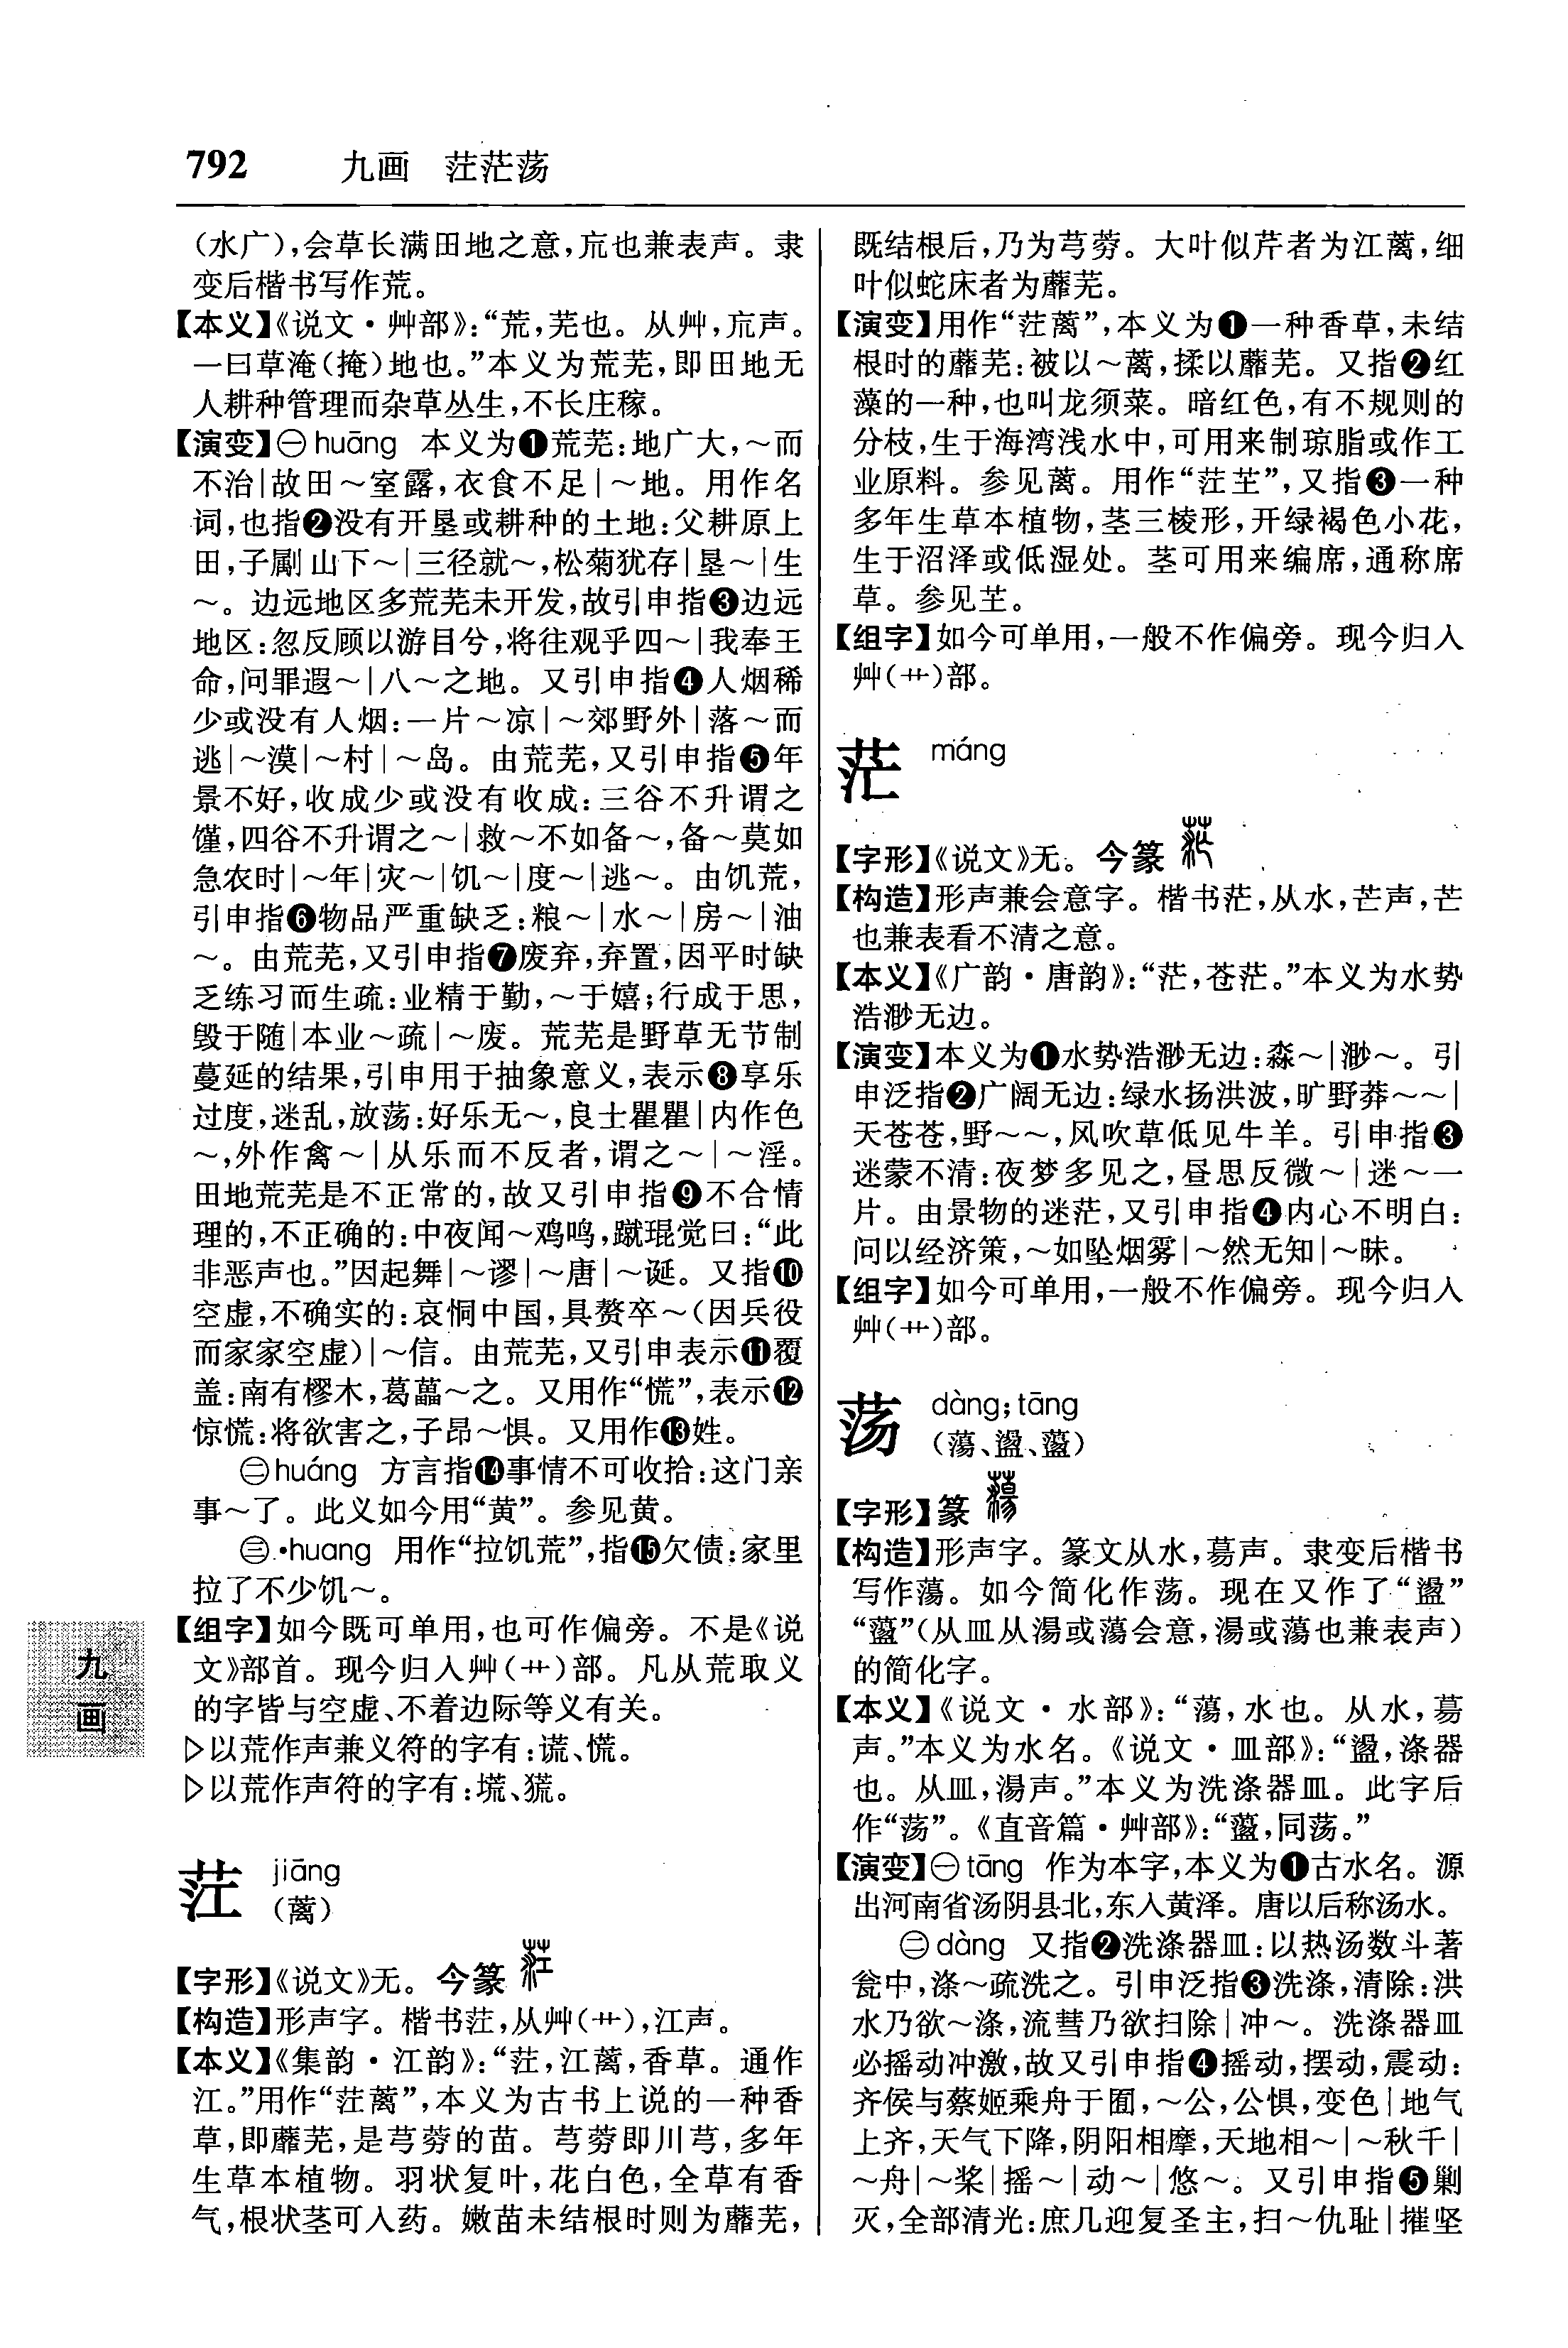 792 九画 茳茫荡
(水广),会草长满田地之意,巟也兼表声。隶
变后楷书写作荒。
【本义】《说文·艸部》:“荒,芜也。从艸,巟声。
一曰草淹(掩)地也。”本义为荒芜,即田地无
人耕种管理而杂草丛生,不长庄稼。
【演变】㊀huāng 本义为❶荒芜:地广大,～而
不治|故田～室露,衣食不足|～地。用作名
词,也指❷没有开垦或耕种的土地:父耕原上
田,子劚山下～|三径就～,松菊犹存|垦～|生
～。边远地区多荒芜未开发,故引申指❸边远
地区:忽反顾以游目兮,将往观乎四～|我奉王
命,问罪遐～|八～之地。又引申指❹人烟稀
少或没有人烟:一片～凉|～郊野外|落～而
逃|～漠|～村|～岛。由荒芜,又引申指❺年
景不好,收成少或没有收成:三谷不升谓之
馑,四谷不升谓之～|救～不如备～,备～莫如
急农时|～年|灾～|饥～|度～|逃～。由饥荒,
引申指❻物品严重缺乏:粮～|水～|房～|油
～。由荒芜,又引申指❼废弃,弃置,因平时缺
乏练习而生疏:业精于勤,～于嬉;行成于思,
毁于随|本业～疏|～废。荒芜是野草无节制
蔓延的结果,引申用于抽象意义,表示❽享乐
过度,迷乱,放荡:好乐无～,良士瞿瞿|内作色
～,外作禽～|从乐而不反者,谓之～|～淫。
田地荒芜是不正常的,故又引申指❾不合情
理的,不正确的:中夜闻～鸡鸣,蹴琨觉曰:“此
非恶声也。”因起舞|～谬|～唐|～诞。又指❿
空虚,不确实的:哀恫中国,具赘卒～(因兵役
而家家空虚)|～信。由荒芜,又引申表示⓫覆
盖:南有樛木,葛藟～之。又用作“慌”,表示⓬
惊慌:将欲害之,子昂～惧。又用作⓭姓。
㊁huáng 方言指⓮事情不可收拾:这门亲
事～了。此义如今用“黄”。参见黄。
㊂·huang 用作“拉饥荒”,指⓯欠债:家里
拉了不少饥～。
【组字】如今既可单用,也可作偏旁。不是《说
文》部首。现今归入艸(艹)部。凡从荒取义
的字皆与空虚、不着边际等义有关。
▷以荒作声兼义符的字有:谎、慌。
▷以荒作声符的字有:塃、㡆。
九画
茳 jiāng
(蓠)
【字形】《说文》无。今篆
【构造】形声字。楷书茳,从艸(艹),江声。
【本义】《集韵·江韵》:“茳,江蓠,香草。通作
江。”用作“茳蓠”,本义为古书上说的一种香
草,即蘼芜,是芎䓖的苗。芎䓖即川芎,多年
生草本植物。羽状复叶,花白色,全草有香
气,根状茎可入药。嫩苗未结根时则为蘼芜,
既结根后,乃为芎䓖。大叶似芹者为江蓠,细
叶似蛇床者为蘼芜。
【演变】用作“茳蓠”,本义为❶一种香草,未结
根时的蘼芜:被以～蓠,揉以蘼芜。又指❷红
藻的一种,也叫龙须菜。暗红色,有不规则的
分枝,生于海湾浅水中,可用来制琼脂或作工
业原料。参见蓠。用作“茳芏”,又指❸一种
多年生草本植物,茎三棱形,开绿褐色小花,
生于沼泽或低湿处。茎可用来编席,通称席
草。参见芏。
【组字】如今可单用,一般不作偏旁。现今归入
艸(艹)部。
茫 máng
【字形】《说文》无。今篆
【构造】形声兼会意字。楷书茫,从水,芒声,芒
也兼表看不清之意。
【本义】《广韵·唐韵》:“茫,苍茫。”本义为水势
浩渺无边。
【演变】本义为❶水势浩渺无边:淼～|渺～。引
申泛指❷广阔无边:绿水扬洪波,旷野莽～～|
天苍苍,野～～,风吹草低见牛羊。引申指❸
迷蒙不清:夜梦多见之,昼思反微～|迷～一
片。由景物的迷茫,又引申指❹内心不明白:
问以经济策,～如坠烟雾|～然无知|～昧。
【组字】如今可单用,一般不作偏旁。现今归入
艸(艹)部。
荡 dàng;tāng
(蕩、盪、蘯)
【字形】篆
【构造】形声字。篆文从水,募声。隶变后楷书
写作蕩。如今简化作荡。现在又作了“盪”
“蘯”(从皿从湯或蕩会意,湯或蕩也兼表声)
的简化字。
【本义】《说文·水部》:“蕩,水也。从水,募
声。”本义为水名。《说文·皿部》:“盪,涤器
也。从皿,湯声。”本义为洗涤器皿。此字后
作“荡”。《直音篇·艸部》:“蘯,同荡。”
【演变】㊀tāng 作为本字,本义为❶古水名。源
出河南省汤阴县北,东入黄泽。唐以后称汤水。
㊁dàng 又指❷洗涤器皿:以热汤数斗著
瓮中,涤～疏洗之。引申泛指❸洗涤,清除:洪
水乃欲～涤,流彗乃欲扫除|冲～。洗涤器皿
必摇动冲激,故又引申指❹摇动,摆动,震动:
齐侯与蔡姬乘舟于囿,～公,公惧,变色|地气
上齐,天气下降,阴阳相摩,天地相～|～秋千|
～舟|～桨|摇～|动～|悠～。又引申指❺剿
灭,全部清光:庶几迎复圣主,扫～仇耻|摧坚